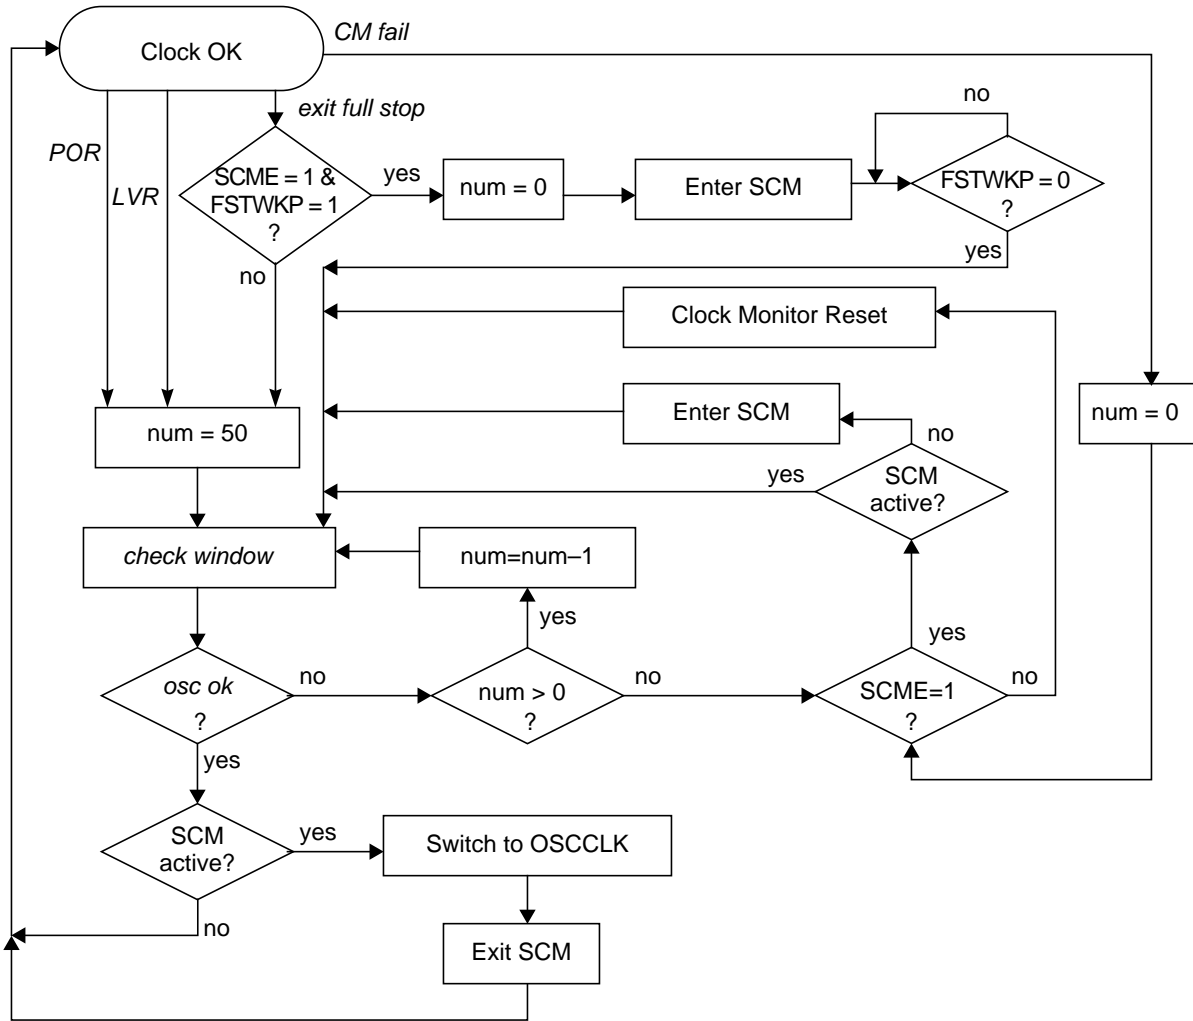 CM fail
Clock OK
exit full stop
no
POR
SCME = 1 &
FSTWKP = 1
?
yes
num = 0
Enter SCM
FSTWKP = 0
?
LVR
no
yes
Clock Monitor Reset
Enter SCM
num = 0
num = 50
no
SCM
active?
yes
check window
num=num–1
yes
yes
osc ok
?
no
num > 0
?
no
SCME=1
?
no
yes
SCM
active?
yes
Switch to OSCCLK
no
Exit SCM